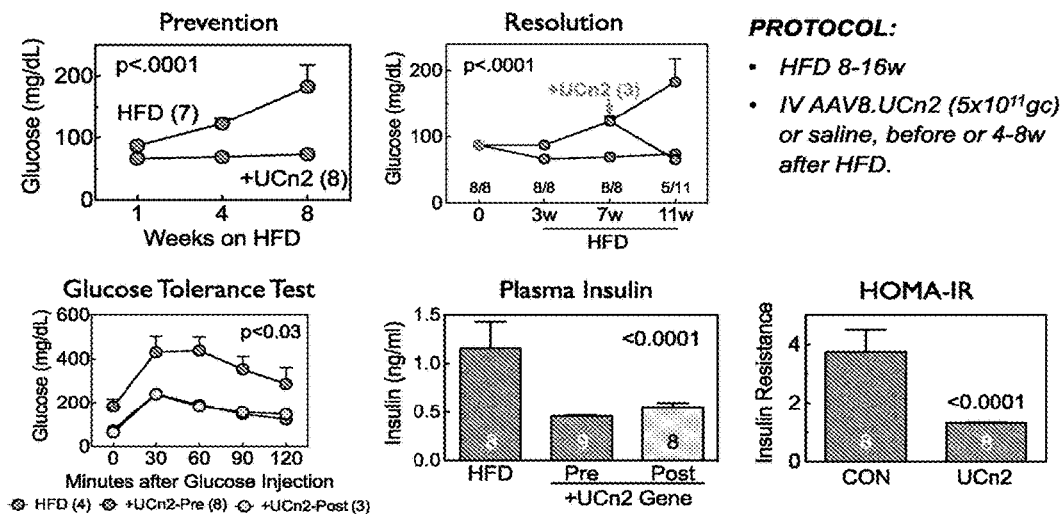 Prevention
p<.0001
HFD (7)
+UCn2 (8)
Glucose (mg/dL)
200
100
0
1 4 8
Weeks on HFD
Resolution
p<.0001
+UCn2 (3)
Glucose (mg/dL)
200
100
0
8/8 8/8 8/8 5/11
0 3w 7w 11w
HFD
PROTOCOL:
• HFD 8-16w
• IV AAV8.UCn2 (5x10¹¹gc)
or saline, before or 4-8w
after HFD.
Glucose Tolerance Test
p<0.03
Glucose (mg/dL)
600
400
200
0
0 30 60 90 120
Minutes after Glucose Injection
HFD (4) +UCn2-Pre (8) +UCn2-Post (3)
Plasma Insulin
<0.0001
Insulin (ng/ml)
1.5
1.0
0.5
0.0
8
HFD Pre Post
+UCn2 Gene
HOMA-IR
<0.0001
Insulin Resistance
4
2
0
8 8
CON UCn2